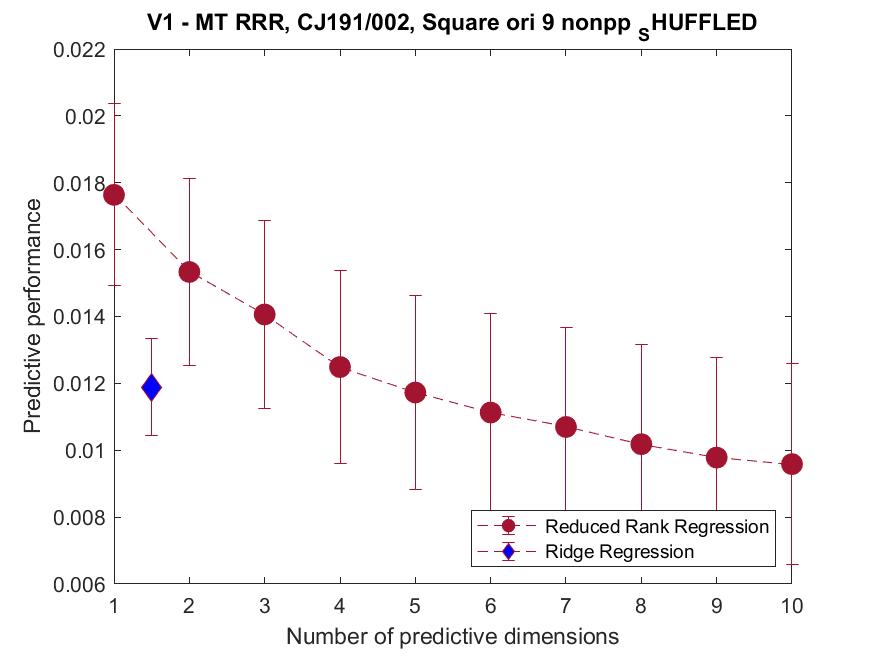 V1 - MT RRR, CJ191/002, Square ori 9 nonpp SHUFFLED
0.022
0.02
0.018
0.016
0.014
0.012
0.01
0.008
0.006
Predictive performance
Reduced Rank Regression
Ridge Regression
1 2 3 4 5 6 7 8 9 10
Number of predictive dimensions